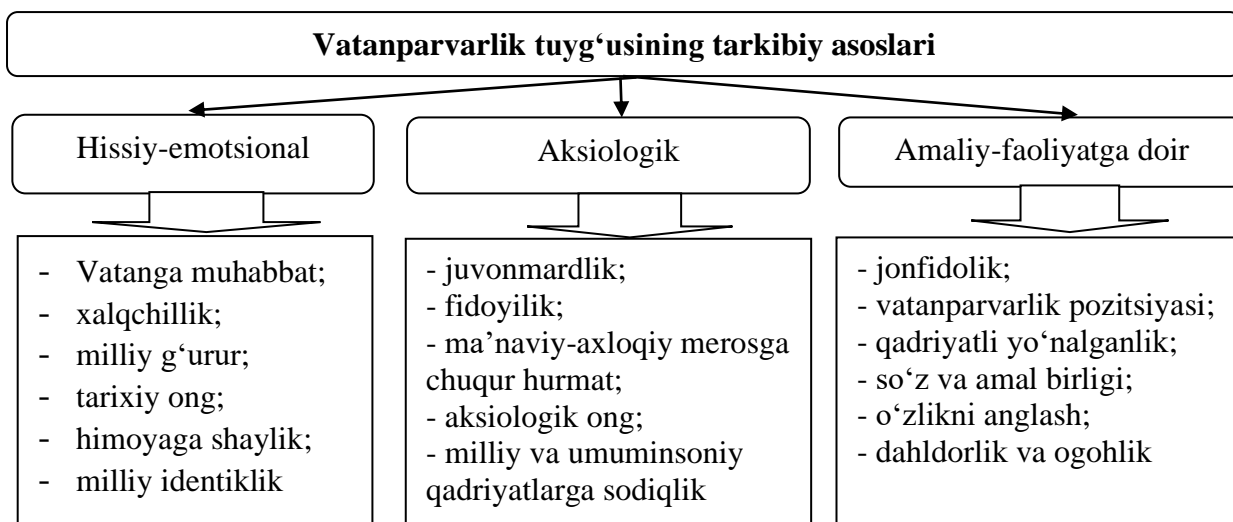 Vatanparvarlik tuyg‘usining tarkibiy asoslari
Hissiy-emotsional
Aksiologik
Amaliy-faoliyatga doir
- Vatanga muhabbat;
- xalqchillik;
- milliy g‘urur;
- tarixiy ong;
- himoyaga shaylik;
- milliy identiklik
- juvonmardlik;
- fidoyilik;
- ma’naviy-axloqiy merosga
chuqur hurmat;
- aksiologik ong;
- milliy va umuminsoniy
qadriyatlarga sodiqlik
- jonfidolik;
- vatanparvarlik pozitsiyasi;
- qadriyatli yo‘nalganlik;
- so‘z va amal birligi;
- o‘zlikni anglash;
- dahldorlik va ogohlik